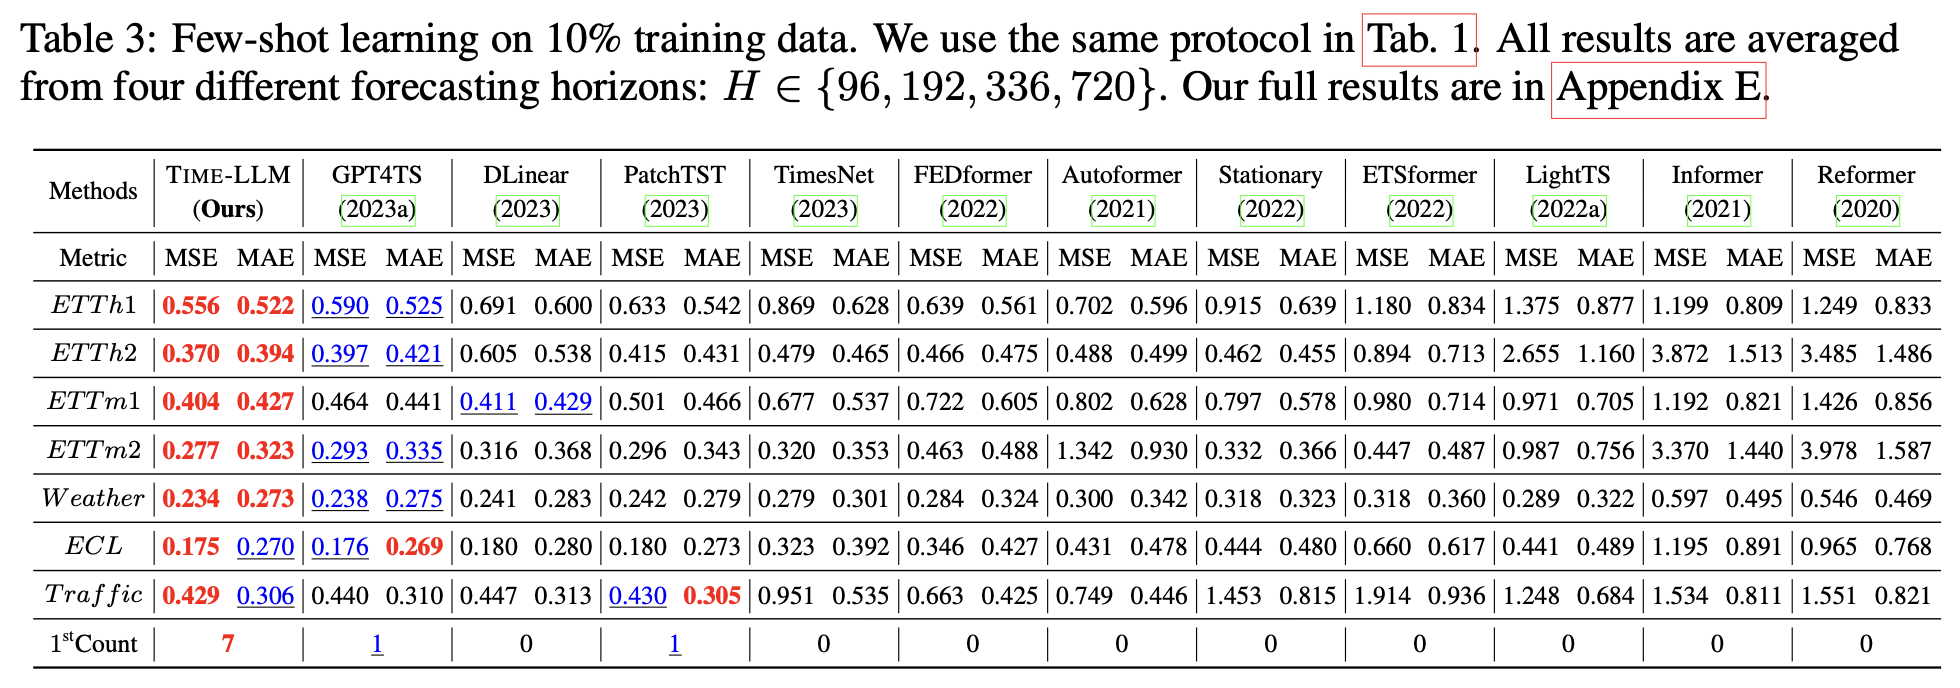 Table 3: Few-shot learning on 10% training data. We use the same protocol in Tab. 1. All results are averaged
from four different forecasting horizons: H ∈ {96, 192, 336, 720}. Our full results are in Appendix E.
Methods TIME-LLM GPT4TS DLinear PatchTST TimesNet FEDformer Autoformer Stationary ETSformer LightTS Informer Reformer
(Ours) (2023a) (2023) (2023) (2023) (2022) (2021) (2022) (2022) (2022a) (2021) (2020)
Metric MSE MAE MSE MAE MSE MAE MSE MAE MSE MAE MSE MAE MSE MAE MSE MAE MSE MAE MSE MAE MSE MAE MSE MAE
ETTh1 0.556 0.522 0.590 0.525 0.691 0.600 0.633 0.542 0.869 0.628 0.639 0.561 0.702 0.596 0.915 0.639 1.180 0.834 1.375 0.877 1.199 0.809 1.249 0.833
ETTh2 0.370 0.394 0.397 0.421 0.605 0.538 0.415 0.431 0.479 0.465 0.466 0.475 0.488 0.499 0.462 0.455 0.894 0.713 2.655 1.160 3.872 1.513 3.485 1.486
ETTm1 0.404 0.427 0.464 0.441 0.411 0.429 0.501 0.466 0.677 0.537 0.722 0.605 0.802 0.628 0.797 0.578 0.980 0.714 0.971 0.705 1.192 0.821 1.426 0.856
ETTm2 0.277 0.323 0.293 0.335 0.316 0.368 0.296 0.343 0.320 0.353 0.463 0.488 1.342 0.930 0.332 0.366 0.447 0.487 0.987 0.756 3.370 1.440 3.978 1.587
Weather 0.234 0.273 0.238 0.275 0.241 0.283 0.242 0.279 0.279 0.301 0.284 0.324 0.300 0.342 0.318 0.323 0.318 0.360 0.289 0.322 0.597 0.495 0.546 0.469
ECL 0.175 0.270 0.176 0.269 0.180 0.280 0.180 0.273 0.323 0.392 0.346 0.427 0.431 0.478 0.444 0.480 0.660 0.617 0.441 0.489 1.195 0.891 0.965 0.768
Traffic 0.429 0.306 0.440 0.310 0.447 0.313 0.430 0.305 0.951 0.535 0.663 0.425 0.749 0.446 1.453 0.815 1.914 0.936 1.248 0.684 1.534 0.811 1.551 0.821
1stCount 7 1 0 1 0 0 0 0 0 0 0 0